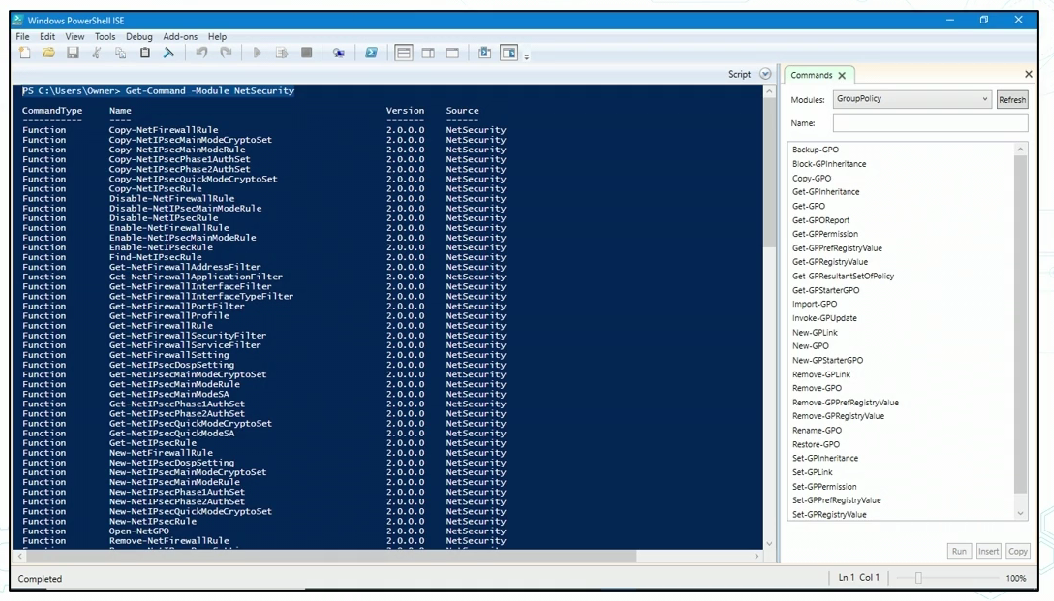 Windows PowerShell ISE
File Edit View Tools Debug Add-ons Help
Script
PS C:\Users\Owner> Get-Command -Module NetSecurity
CommandType Name Version Source
----------- ---- ------- ------
Function Copy-NetFirewallRule 2.0.0.0 NetSecurity
Function Copy-NetIPsecMainModeCryptoSet 2.0.0.0 NetSecurity
Function Copy-NetIPsecMainModeRule 2.0.0.0 NetSecurity
Function Copy-NetIPsecPhase1AuthSet 2.0.0.0 NetSecurity
Function Copy-NetIPsecPhase2AuthSet 2.0.0.0 NetSecurity
Function Copy-NetIPsecQuickModeCryptoSet 2.0.0.0 NetSecurity
Function Copy-NetIPsecRule 2.0.0.0 NetSecurity
Function Disable-NetFirewallRule 2.0.0.0 NetSecurity
Function Disable-NetIPsecMainModeRule 2.0.0.0 NetSecurity
Function Disable-NetIPsecRule 2.0.0.0 NetSecurity
Function Enable-NetFirewallRule 2.0.0.0 NetSecurity
Function Enable-NetIPsecMainModeRule 2.0.0.0 NetSecurity
Function Enable-NetIPsecRule 2.0.0.0 NetSecurity
Function Find-NetIPsecRule 2.0.0.0 NetSecurity
Function Get-NetFirewallAddressFilter 2.0.0.0 NetSecurity
Function Get-NetFirewallApplicationFilter 2.0.0.0 NetSecurity
Function Get-NetFirewallInterfaceFilter 2.0.0.0 NetSecurity
Function Get-NetFirewallInterfaceTypeFilter 2.0.0.0 NetSecurity
Function Get-NetFirewallPortFilter 2.0.0.0 NetSecurity
Function Get-NetFirewallProfile 2.0.0.0 NetSecurity
Function Get-NetFirewallRule 2.0.0.0 NetSecurity
Function Get-NetFirewallSecurityFilter 2.0.0.0 NetSecurity
Function Get-NetFirewallServiceFilter 2.0.0.0 NetSecurity
Function Get-NetFirewallSetting 2.0.0.0 NetSecurity
Function Get-NetIPsecDospSetting 2.0.0.0 NetSecurity
Function Get-NetIPsecMainModeCryptoSet 2.0.0.0 NetSecurity
Function Get-NetIPsecMainModeRule 2.0.0.0 NetSecurity
Function Get-NetIPsecMainModeSA 2.0.0.0 NetSecurity
Function Get-NetIPsecPhase1AuthSet 2.0.0.0 NetSecurity
Function Get-NetIPsecPhase2AuthSet 2.0.0.0 NetSecurity
Function Get-NetIPsecQuickModeCryptoSet 2.0.0.0 NetSecurity
Function Get-NetIPsecQuickModeSA 2.0.0.0 NetSecurity
Function Get-NetIPsecRule 2.0.0.0 NetSecurity
Function New-NetFirewallRule 2.0.0.0 NetSecurity
Function New-NetIPsecDospSetting 2.0.0.0 NetSecurity
Function New-NetIPsecMainModeCryptoSet 2.0.0.0 NetSecurity
Function New-NetIPsecMainModeRule 2.0.0.0 NetSecurity
Function New-NetIPsecPhase1AuthSet 2.0.0.0 NetSecurity
Function New-NetIPsecPhase2AuthSet 2.0.0.0 NetSecurity
Function New-NetIPsecQuickModeCryptoSet 2.0.0.0 NetSecurity
Function New-NetIPsecRule 2.0.0.0 NetSecurity
Function Open-NetGPO 2.0.0.0 NetSecurity
Function Remove-NetFirewallRule 2.0.0.0 NetSecurity
Commands
Modules: GroupPolicy Refresh
Name:
Backup-GPO
Block-GPInheritance
Copy-GPO
Get-GPInheritance
Get-GPO
Get-GPOReport
Get-GPPermission
Get-GPPrefRegistryValue
Get-GPRegistryValue
Get-GPResultantSetOfPolicy
Get-GPStarterGPO
Import-GPO
Invoke-GPUpdate
New-GPLink
New-GPO
New-GPStarterGPO
Remove-GPLink
Remove-GPO
Remove-GPPrefRegistryValue
Remove-GPRegistryValue
Rename-GPO
Restore-GPO
Set-GPInheritance
Set-GPLink
Set-GPPermission
Set-GPPrefRegistryValue
Set-GPRegistryValue
Run Insert Copy
Completed
Ln 1 Col 1 100%